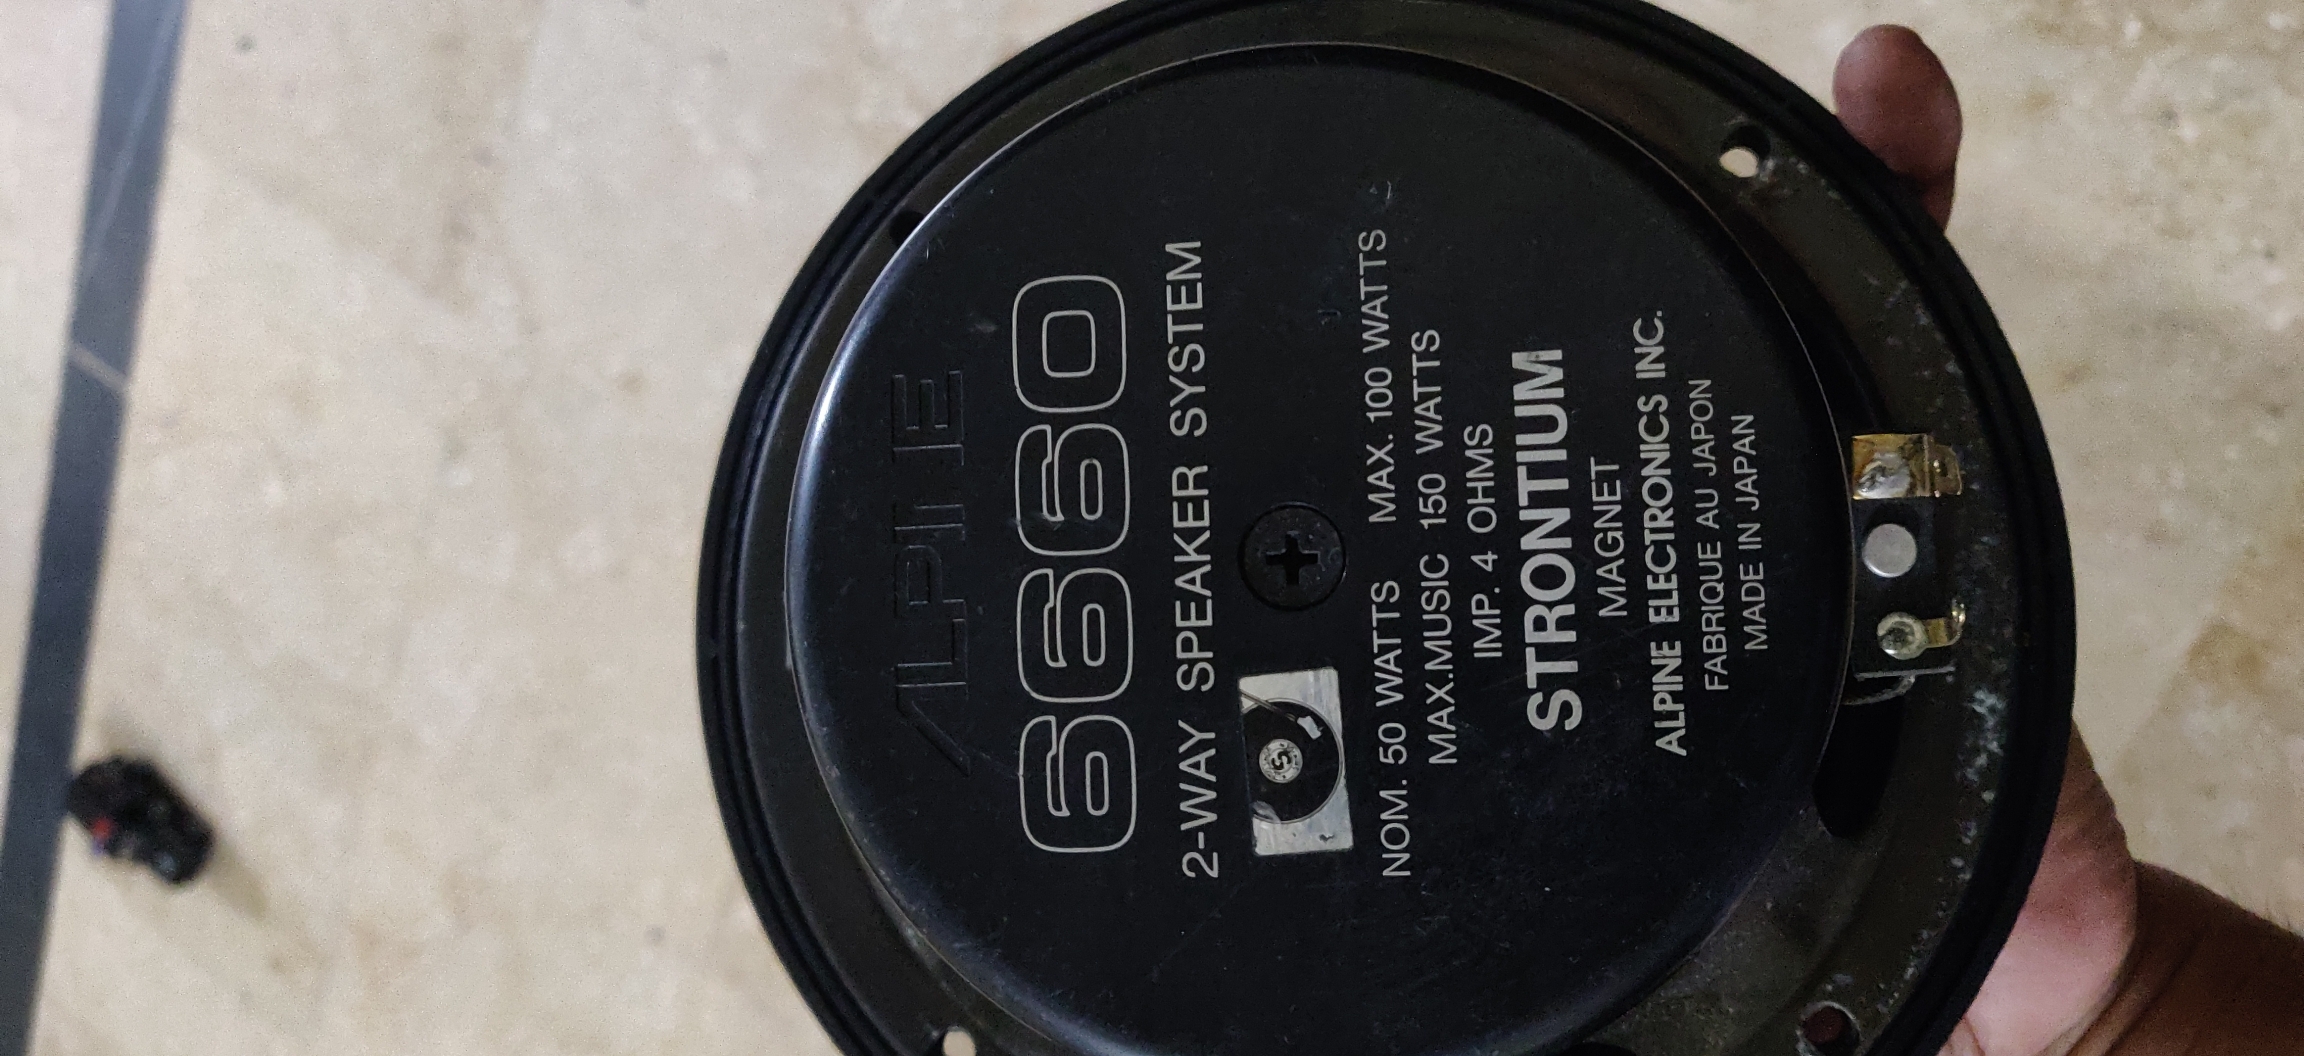 ALPINE
6660
2-WAY SPEAKER SYSTEM
NOM. 50 WATTS MAX. 100 WATTS
MAX.MUSIC 150 WATTS
IMP. 4 OHMS
STRONTIUM
MAGNET
ALPINE ELECTRONICS INC.
FABRIQUE AU JAPON
MADE IN JAPAN